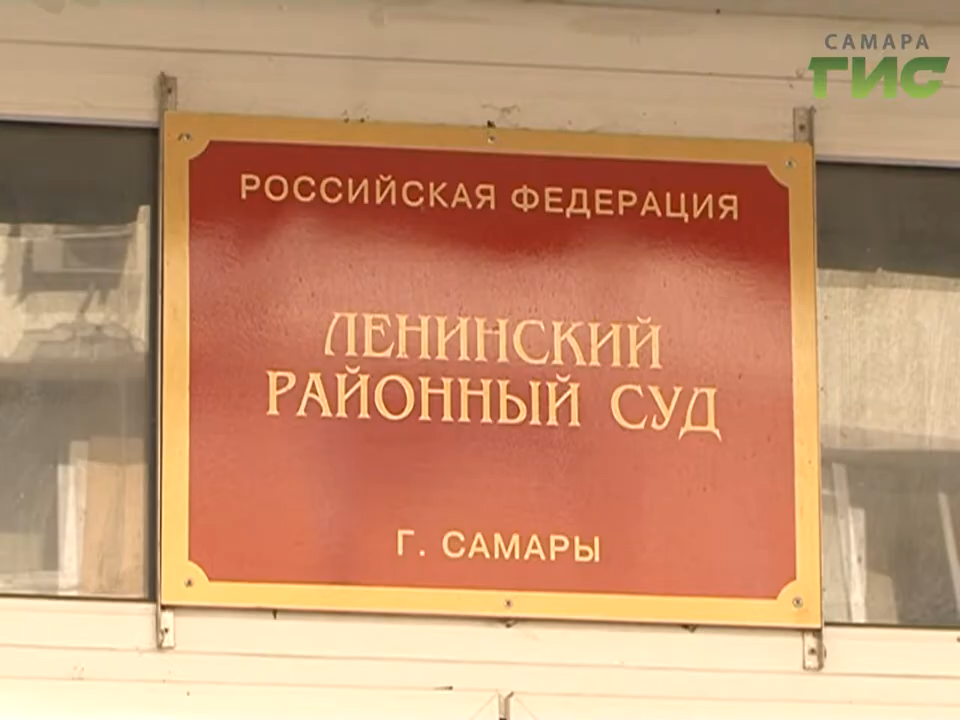 САМАРА
ГИС
РОССИЙСКАЯ ФЕДЕРАЦИЯ
ЛЕНИНСКИЙ
РАЙОННЫЙ СУД
Г. САМАРЫ